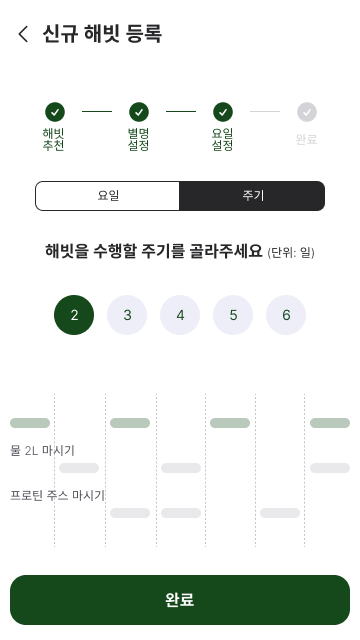 신규 해빗 등록
해빗
추천
별명
설정
요일
설정
완료
요일
주기
해빗을 수행할 주기를 골라주세요 (단위: 일)
2 3 4 5 6
물 2L 마시기
프로틴 주스 마시기
완료